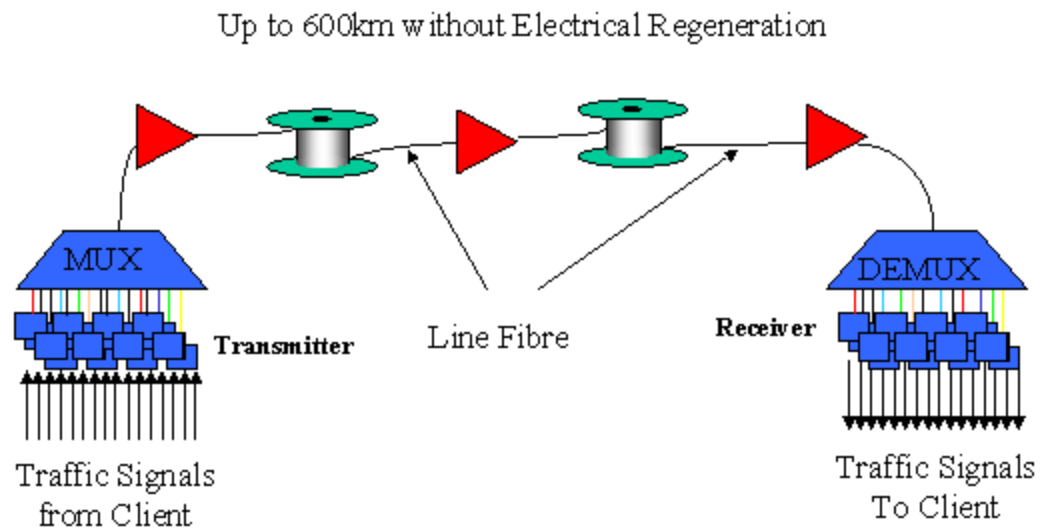 Up to 600km without Electrical Regeneration
MUX
DEMUX
Transmitter
Line Fibre
Receiver
Traffic Signals
from Client
Traffic Signals
To Client